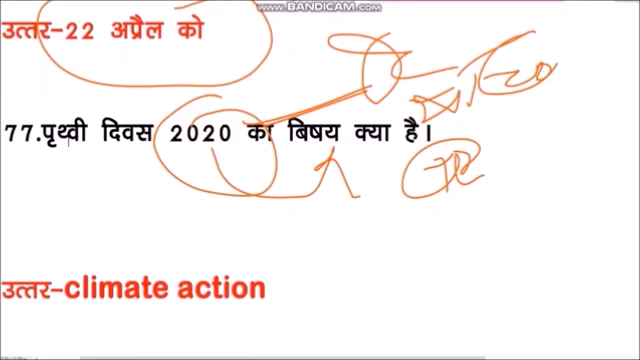 www.BANDICAM.com
उत्तर-22 अप्रैल को
77.पृथ्वी दिवस 2020 का बिषय क्या है।
उत्तर-climate action